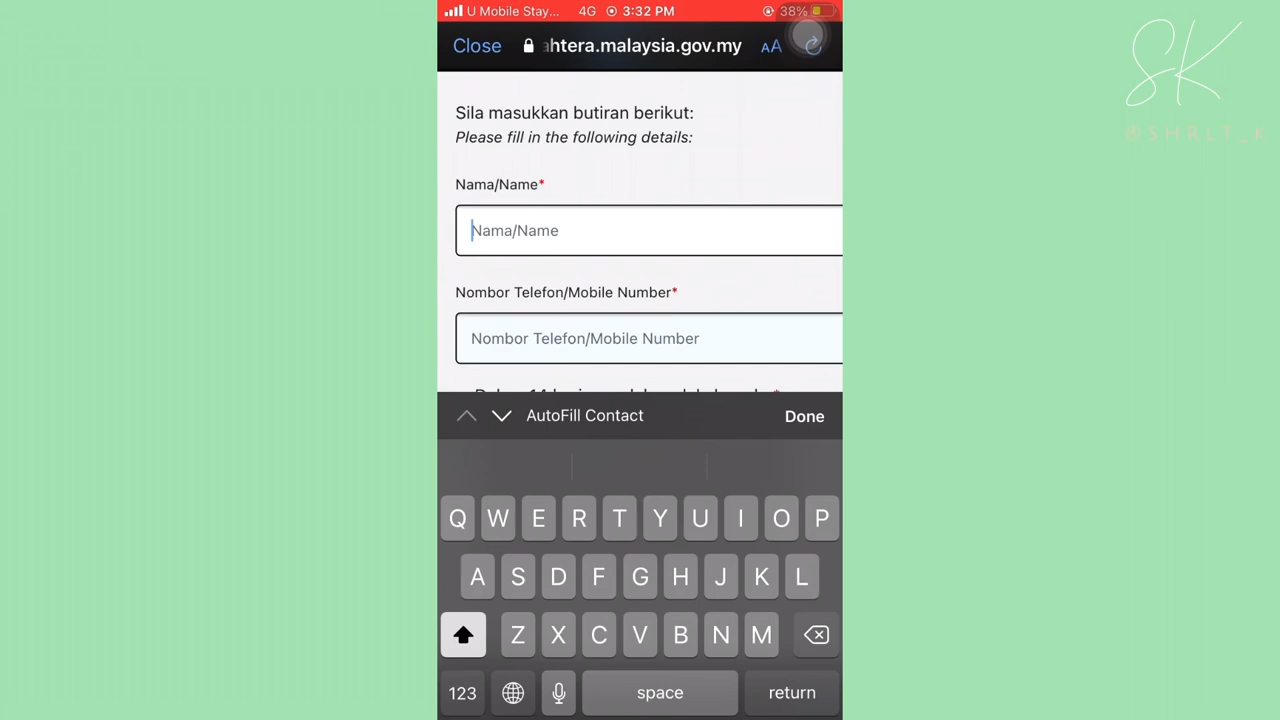 U Mobile Stay... 4G 3:32 PM 38%
Close htera.malaysia.gov.my AA
SK
@SHRLT_K
Sila masukkan butiran berikut:
Please fill in the following details:
Nama/Name*
Nama/Name
Nombor Telefon/Mobile Number*
Nombor Telefon/Mobile Number
AutoFill Contact Done
Q W E R T Y U I O P
A S D F G H J K L
Z X C V B N M
123 space return